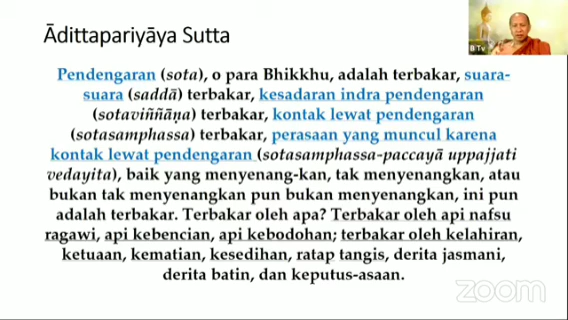 Ādittapariyāya Sutta
B Tv
Pendengaran (sota), o para Bhikkhu, adalah terbakar, suara-
suara (saddā) terbakar, kesadaran indra pendengaran
(sotaviññāṇa) terbakar, kontak lewat pendengaran
(sotasamphassa) terbakar, perasaan yang muncul karena
kontak lewat pendengaran (sotasamphassa-paccayā uppajjati
vedayita), baik yang menyenang-kan, tak menyenangkan, atau
bukan tak menyenangkan pun bukan menyenangkan, ini pun
adalah terbakar. Terbakar oleh apa? Terbakar oleh api nafsu
ragawi, api kebencian, api kebodohan; terbakar oleh kelahiran,
ketuaan, kematian, kesedihan, ratap tangis, derita jasmani,
derita batin, dan keputus-asaan.
zoom